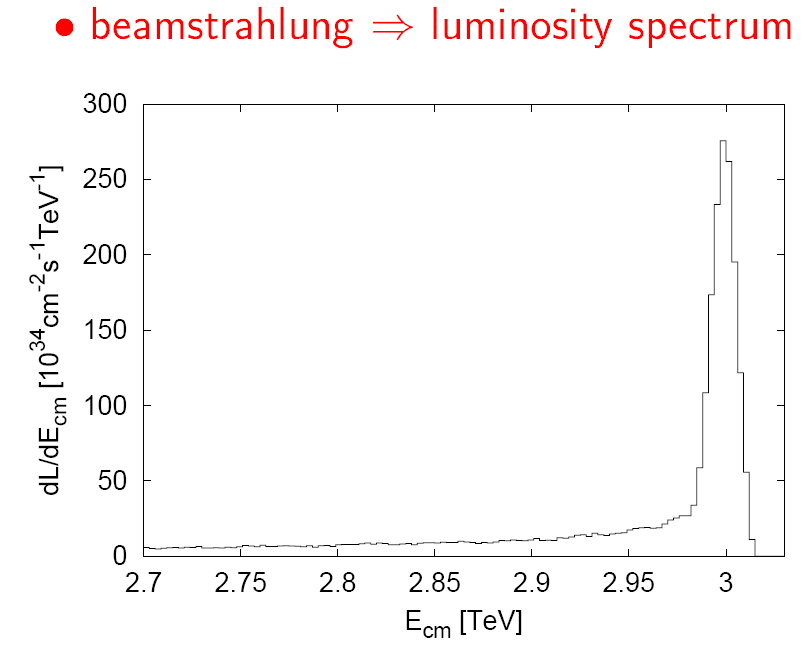 • beamstrahlung ⇒ luminosity spectrum
300
250
200
150
100
50
0
dL/dE_cm [10^34 cm^-2 s^-1 TeV^-1]
2.7 2.75 2.8 2.85 2.9 2.95 3
E_cm [TeV]